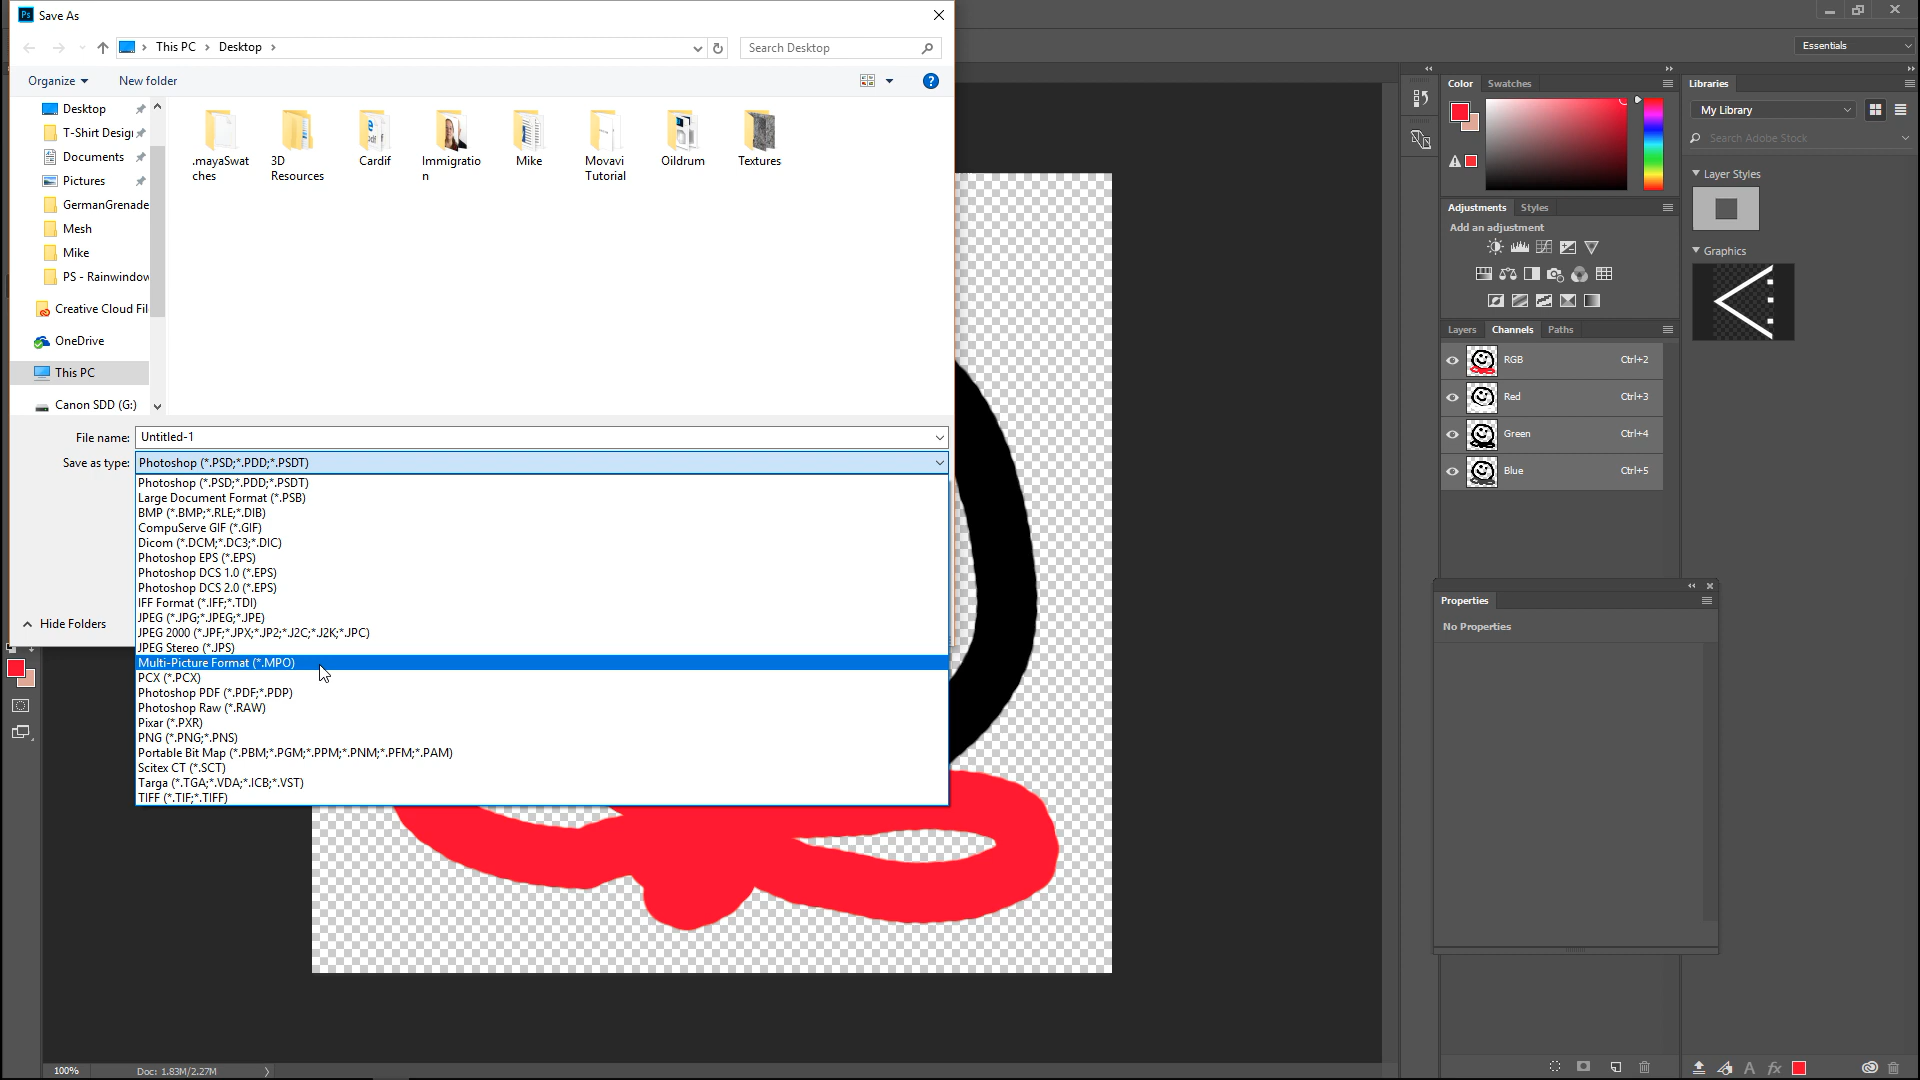 Ps Save As
This PC > Desktop >
Search Desktop
Organize
New folder
Desktop
T-Shirt Desig
Documents
Pictures
GermanGrenade
Mesh
Mike
PS - Rainwindow
Creative Cloud Fil
OneDrive
This PC
Canon SDD (G:)
.mayaSwat
ches
3D
Resources
Cardif
Immigratio
n
Mike
Movavi
Tutorial
Oildrum
Textures
File name: Untitled-1
Save as type: Photoshop (*.PSD;*.PDD;*.PSDT)
Photoshop (*.PSD;*.PDD;*.PSDT)
Large Document Format (*.PSB)
BMP (*.BMP;*.RLE;*.DIB)
CompuServe GIF (*.GIF)
Dicom (*.DCM;*.DC3;*.DIC)
Photoshop EPS (*.EPS)
Photoshop DCS 1.0 (*.EPS)
Photoshop DCS 2.0 (*.EPS)
IFF Format (*.IFF;*.TDI)
JPEG (*.JPG;*.JPEG;*.JPE)
JPEG 2000 (*.JPF;*.JPX;*.JP2;*.J2C;*.J2K;*.JPC)
JPEG Stereo (*.JPS)
Multi-Picture Format (*.MPO)
PCX (*.PCX)
Photoshop PDF (*.PDF;*.PDP)
Photoshop Raw (*.RAW)
Pixar (*.PXR)
PNG (*.PNG;*.PNS)
Portable Bit Map (*.PBM;*.PGM;*.PPM;*.PNM;*.PFM;*.PAM)
Scitex CT (*.SCT)
Targa (*.TGA;*.VDA;*.ICB;*.VST)
TIFF (*.TIF;*.TIFF)
Hide Folders
100%
Doc: 1.83M/2.27M
Essentials
Color
Swatches
Adjustments
Styles
Add an adjustment
Layers
Channels
Paths
RGB Ctrl+2
Red Ctrl+3
Green Ctrl+4
Blue Ctrl+5
Properties
No Properties
Libraries
My Library
Search Adobe Stock
Layer Styles
Graphics
A
fx